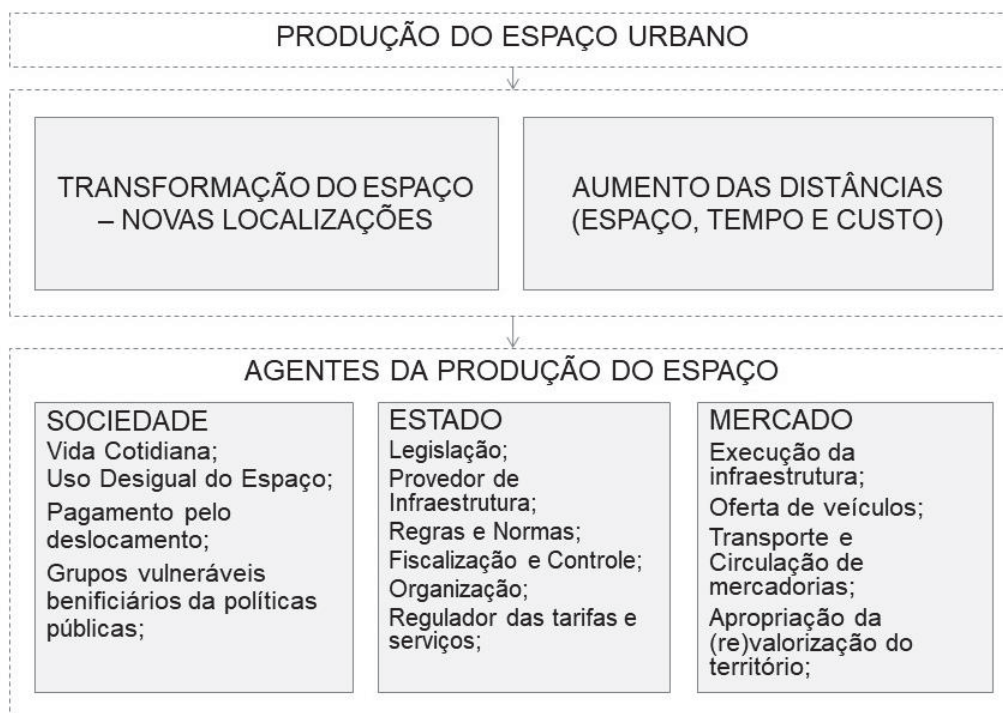 PRODUÇÃO DO ESPAÇO URBANO
TRANSFORMAÇÃO DO ESPAÇO
– NOVAS LOCALIZAÇÕES
AUMENTO DAS DISTÂNCIAS
(ESPAÇO, TEMPO E CUSTO)
AGENTES DA PRODUÇÃO DO ESPAÇO
SOCIEDADE
Vida Cotidiana;
Uso Desigual do Espaço;
Pagamento pelo
deslocamento;
Grupos vulneráveis
benificiários da políticas
públicas;
ESTADO
Legislação;
Provedor de
Infraestrutura;
Regras e Normas;
Fiscalização e Controle;
Organização;
Regulador das tarifas e
serviços;
MERCADO
Execução da
infraestrutura;
Oferta de veículos;
Transporte e
Circulação de
mercadorias;
Apropriação da
(re)valorização do
território;